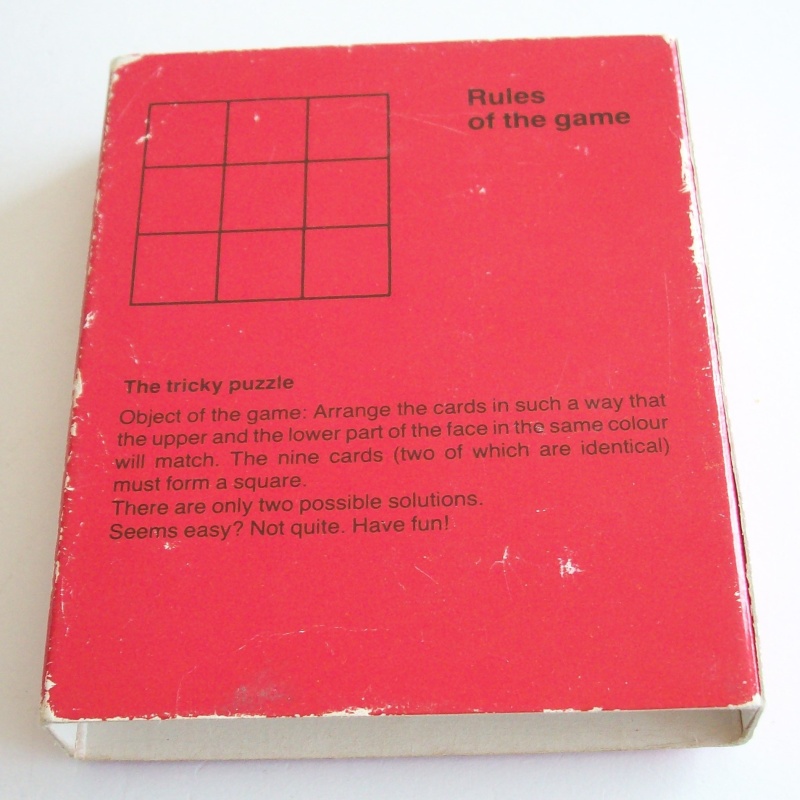 Rules
of the game
The tricky puzzle
Object of the game: Arrange the cards in such a way that
the upper and the lower part of the face in the same colour
will match. The nine cards (two of which are identical)
must form a square.
There are only two possible solutions.
Seems easy? Not quite. Have fun!